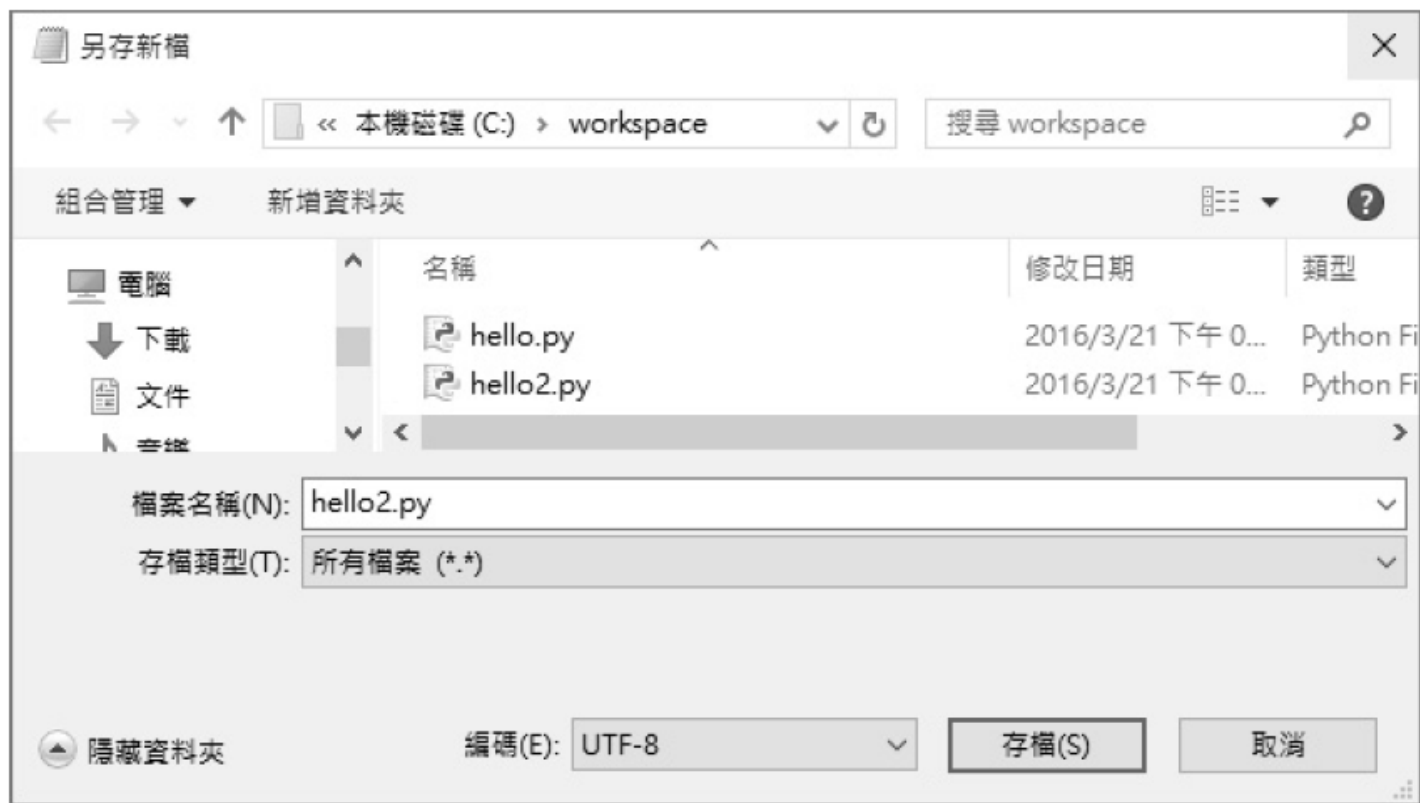 另存新檔
« 本機磁碟 (C:) › workspace
搜尋 workspace
組合管理 新增資料夾
電腦
下載
文件
音樂
名稱 修改日期 類型
hello.py 2016/3/21 下午 0... Python Fi
hello2.py 2016/3/21 下午 0... Python Fi
檔案名稱(N): hello2.py
存檔類型(T): 所有檔案 (*.*)
隱藏資料夾 編碼(E): UTF-8 存檔(S) 取消